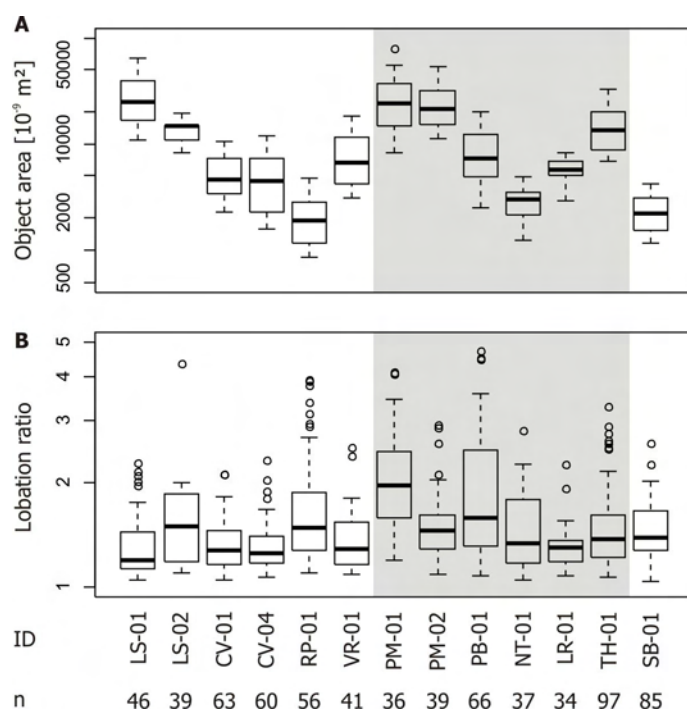 A
Object area [10⁻⁹ m²]
50000
10000
2000
500
B
Lobation ratio
5
4
3
2
1
ID LS-01 LS-02 CV-01 CV-04 RP-01 VR-01 PM-01 PM-02 PB-01 NT-01 LR-01 TH-01 SB-01
n 46 39 63 60 56 41 36 39 66 37 34 97 85